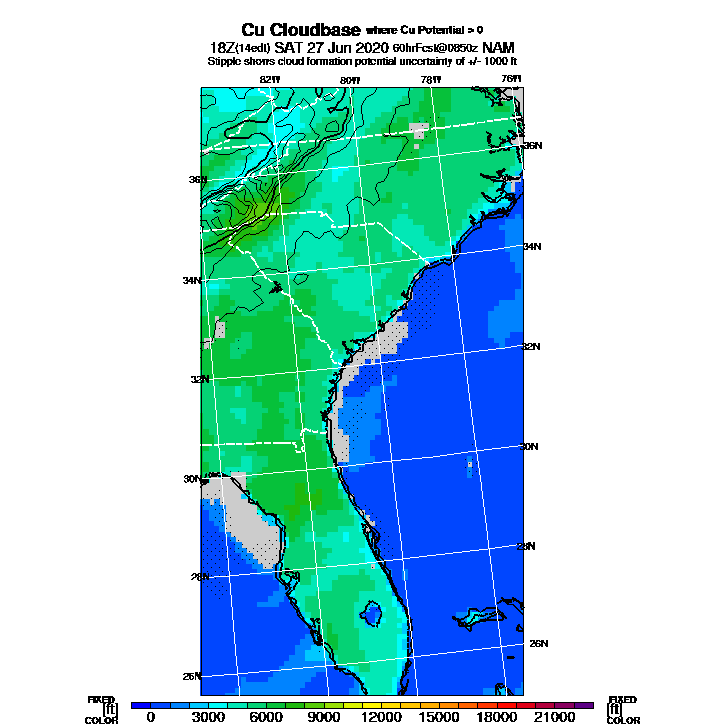 Cu Cloudbase where Cu Potential > 0
18Z(14edt) SAT 27 Jun 2020 60hrFcst@0850z NAM
Stipple shows cloud formation potential uncertainty of +/- 1000 ft
82W 80W 78W 76W
36N
36N
34N
34N
32N
32N
30N
30N
28N
28N
26N
26N
FIXED FIXED
[ft] 0 3000 6000 9000 12000 15000 18000 21000 [ft]
COLOR COLOR